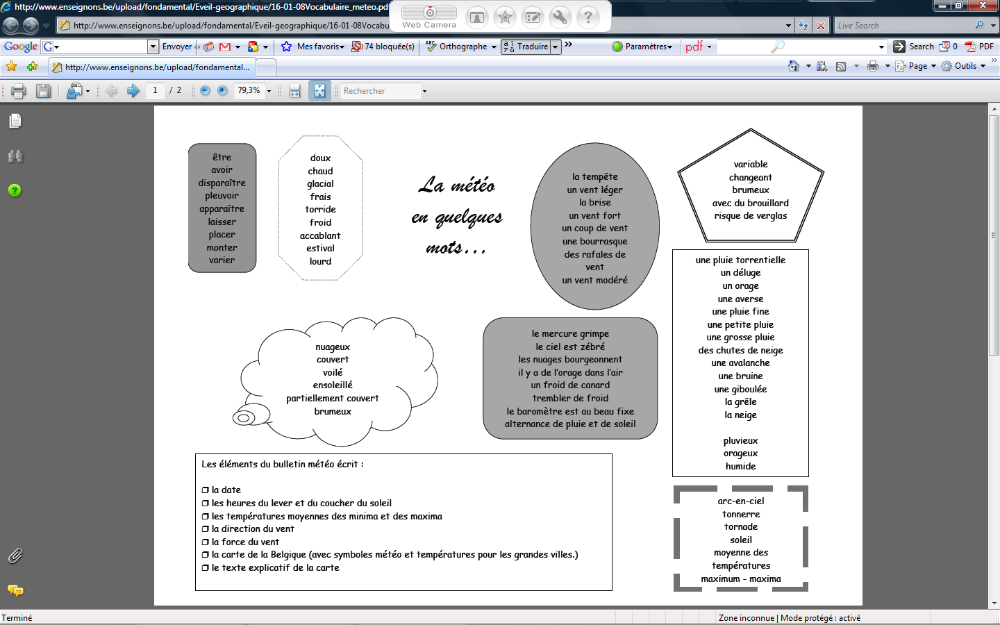 http://www.enseignons.be/upload/fondamental/Eveil-geographique/16-01-08Vocabulaire_meteo.pdf
Web Camera
http://www.enseignons.be/upload/fondamental/Eveil-geographique/16-01-08Vocabu
Live Search
Google G Envoyer Mes favoris 74 bloquée(s) ABC Orthographe Traduire » Paramètres pdf Search 0 PDF
http://www.enseignons.be/upload/fondamental... Page Outils »
1 / 2 79,3% Rechercher
être
avoir
disparaître
pleuvoir
apparaître
laisser
placer
monter
varier
doux
chaud
glacial
frais
torride
froid
accablant
estival
lourd
La météo
en quelques
mots...
la tempête
un vent léger
la brise
un vent fort
un coup de vent
une bourrasque
des rafales de
vent
un vent modéré
variable
changeant
brumeux
avec du brouillard
risque de verglas
une pluie torrentielle
un déluge
un orage
une averse
une pluie fine
une petite pluie
une grosse pluie
des chutes de neige
une avalanche
une bruine
une giboulée
la grêle
la neige
pluvieux
orageux
humide
nuageux
couvert
voilé
ensoleillé
partiellement couvert
brumeux
le mercure grimpe
le ciel est zébré
les nuages bourgeonnent
il y a de l'orage dans l'air
un froid de canard
trembler de froid
le baromètre est au beau fixe
alternance de pluie et de soleil
Les éléments du bulletin météo écrit :
❒ la date
❒ les heures du lever et du coucher du soleil
❒ les températures moyennes des minima et des maxima
❒ la direction du vent
❒ la force du vent
❒ la carte de la Belgique (avec symboles météo et températures pour les grandes villes.)
❒ le texte explicatif de la carte
arc-en-ciel
tonnerre
tornade
soleil
moyenne des
températures
maximum - maxima
Terminé
Zone inconnue | Mode protégé : activé